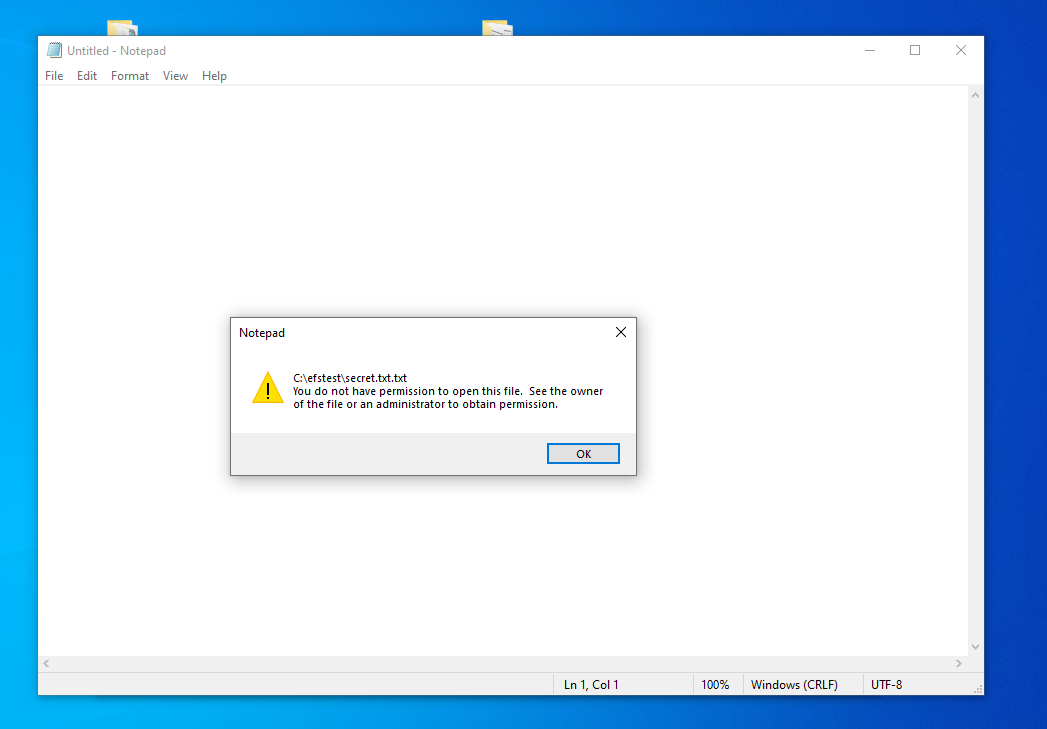 Untitled - Notepad
File Edit Format View Help
Notepad
C:\efstest\secret.txt.txt
You do not have permission to open this file.  See the owner
of the file or an administrator to obtain permission.
OK
Ln 1, Col 1 100% Windows (CRLF) UTF-8